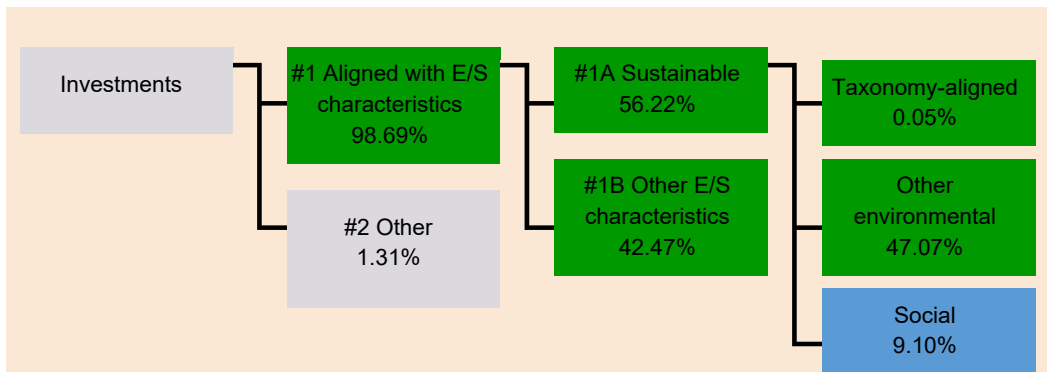 Investments
#1 Aligned with E/S
characteristics
98.69%
#2 Other
1.31%
#1A Sustainable
56.22%
#1B Other E/S
characteristics
42.47%
Taxonomy-aligned
0.05%
Other
environmental
47.07%
Social
9.10%